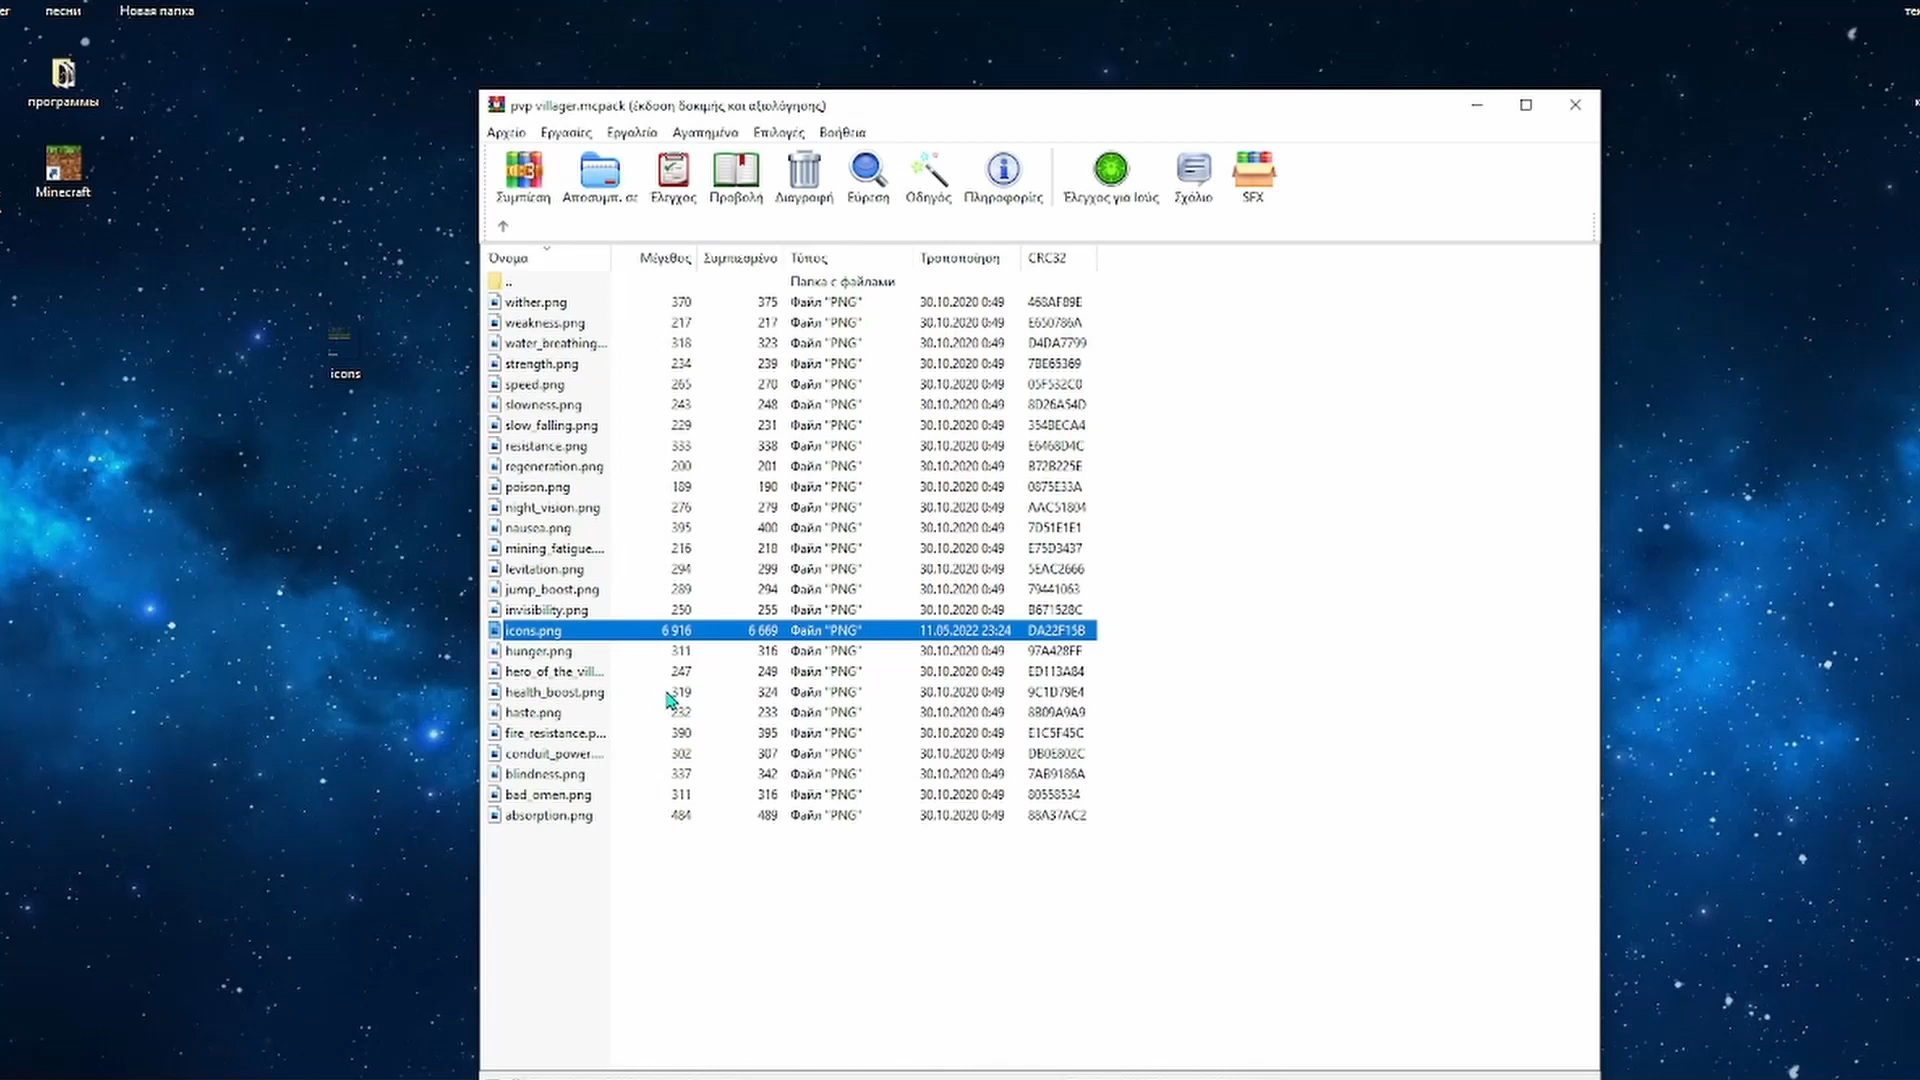 песни Новая папка
программы
Minecraft
icons
pvp villager.mcpack (έκδοση δοκιμής και αξιολόγησης)
Αρχείο Εργασίες Εργαλεία Αγαπημένα Επιλογές Βοήθεια
Συμπίεση Αποσυμπ. σε Έλεγχος Προβολή Διαγραφή Εύρεση Οδηγός Πληροφορίες Έλεγχος για Ιούς Σχόλιο SFX
Όνομα Μέγεθος Συμπιεσμένο Τύπος Τροποποίηση CRC32
.. Папка с файлами
wither.png 370 375 Файл "PNG" 30.10.2020 0:49 468AF89E
weakness.png 217 217 Файл "PNG" 30.10.2020 0:49 E650786A
water_breathing... 318 323 Файл "PNG" 30.10.2020 0:49 D4DA7799
strength.png 234 239 Файл "PNG" 30.10.2020 0:49 7BE65369
speed.png 265 270 Файл "PNG" 30.10.2020 0:49 05F532C0
slowness.png 243 248 Файл "PNG" 30.10.2020 0:49 8D26A54D
slow_falling.png 229 231 Файл "PNG" 30.10.2020 0:49 354BECA4
resistance.png 333 338 Файл "PNG" 30.10.2020 0:49 E6468D4C
regeneration.png 200 201 Файл "PNG" 30.10.2020 0:49 B72B225E
poison.png 189 190 Файл "PNG" 30.10.2020 0:49 0875E33A
night_vision.png 276 279 Файл "PNG" 30.10.2020 0:49 AAC51804
nausea.png 395 400 Файл "PNG" 30.10.2020 0:49 7D51E1E1
mining_fatigue.... 216 218 Файл "PNG" 30.10.2020 0:49 E75D3437
levitation.png 294 299 Файл "PNG" 30.10.2020 0:49 5EAC2666
jump_boost.png 289 294 Файл "PNG" 30.10.2020 0:49 79441063
invisibility.png 250 255 Файл "PNG" 30.10.2020 0:49 B671528C
icons.png 6 916 6 669 Файл "PNG" 11.05.2022 23:24 DA22F15B
hunger.png 311 316 Файл "PNG" 30.10.2020 0:49 97A428FF
hero_of_the_vill... 247 249 Файл "PNG" 30.10.2020 0:49 ED113A84
health_boost.png 319 324 Файл "PNG" 30.10.2020 0:49 9C1D79E4
haste.png 232 233 Файл "PNG" 30.10.2020 0:49 8B09A9A9
fire_resistance.p... 390 395 Файл "PNG" 30.10.2020 0:49 E1C5F45C
conduit_power.... 302 307 Файл "PNG" 30.10.2020 0:49 DB0E802C
blindness.png 337 342 Файл "PNG" 30.10.2020 0:49 7AB9186A
bad_omen.png 311 316 Файл "PNG" 30.10.2020 0:49 80558534
absorption.png 484 489 Файл "PNG" 30.10.2020 0:49 88A37AC2